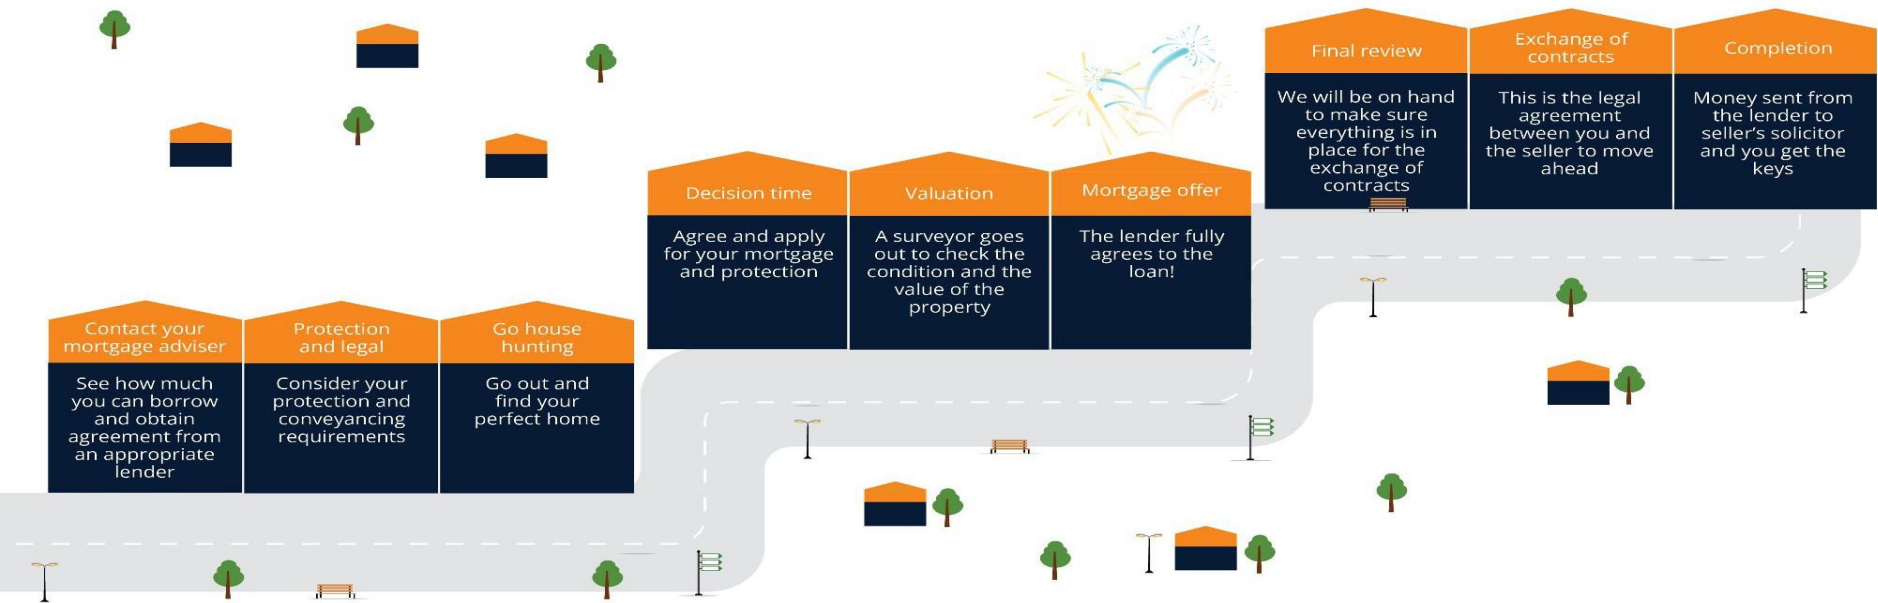 Contact your
mortgage adviser
See how much
you can borrow
and obtain
agreement from
an appropriate
lender
Protection
and legal
Consider your
protection and
conveyancing
requirements
Go house
hunting
Go out and
find your
perfect home
Decision time
Agree and apply
for your mortgage
and protection
Valuation
A surveyor goes
out to check the
condition and the
value of the
property
Mortgage offer
The lender fully
agrees to the
loan!
Final review
We will be on hand
to make sure
everything is in
place for the
exchange of
contracts
Exchange of
contracts
This is the legal
agreement
between you and
the seller to move
ahead
Completion
Money sent from
the lender to
seller's solicitor
and you get the
keys